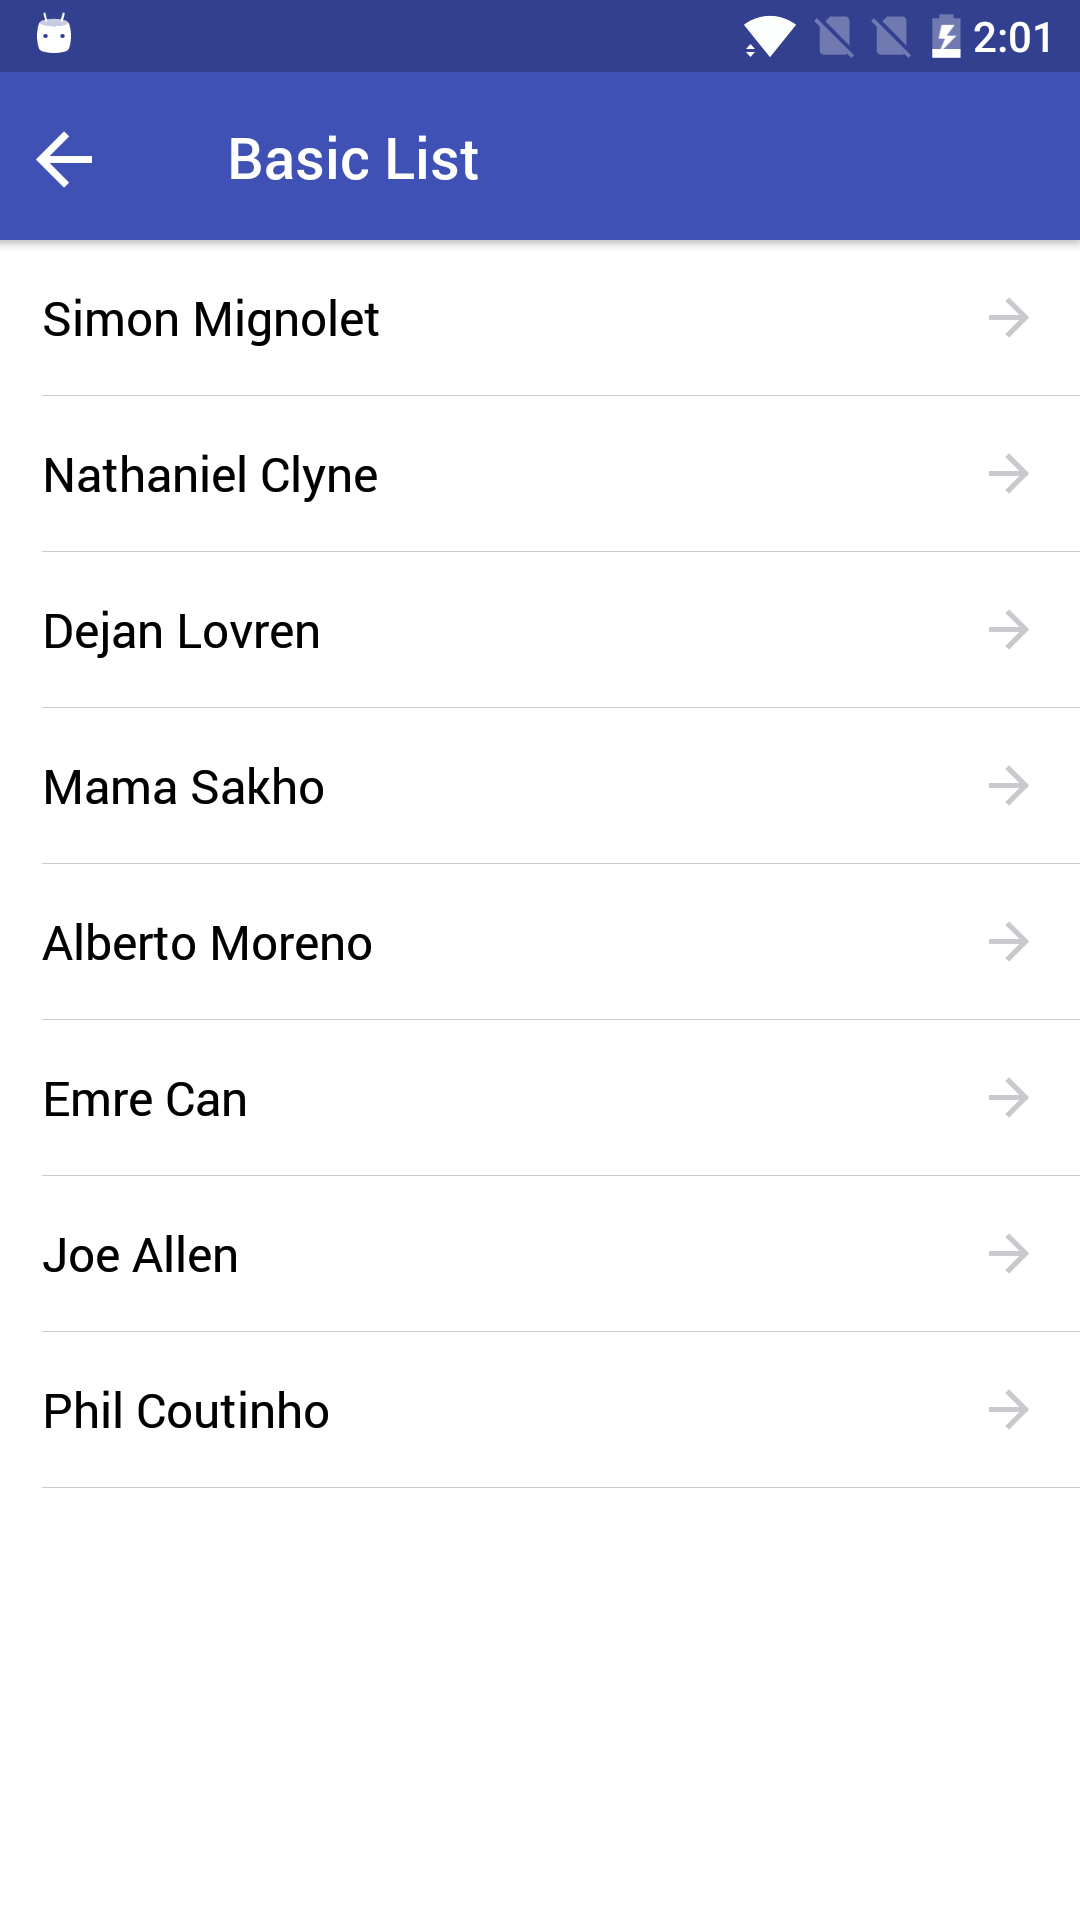 2:01
Basic List
Simon Mignolet
Nathaniel Clyne
Dejan Lovren
Mama Sakho
Alberto Moreno
Emre Can
Joe Allen
Phil Coutinho